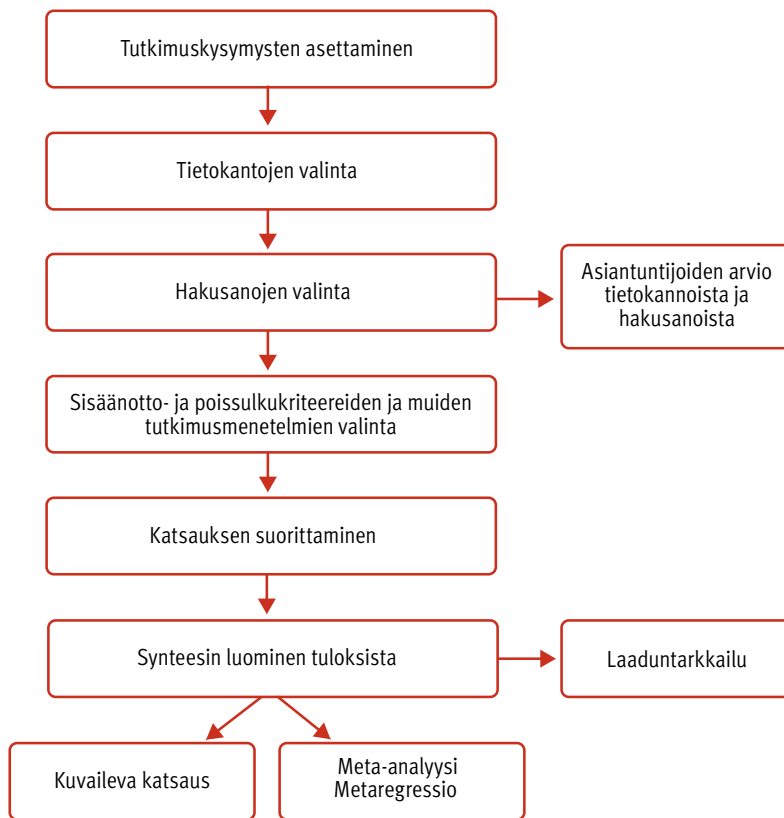 Tutkimuskysymysten asettaminen
Tietokantojen valinta
Hakusanojen valinta
Asiantuntijoiden arvio
tietokannoista ja
hakusanoista
Sisäänotto- ja poissulkukriteereiden ja muiden
tutkimusmenetelmien valinta
Katsauksen suorittaminen
Synteesin luominen tuloksista
Laaduntarkkailu
Kuvaileva katsaus
Meta-analyysi
Metaregressio